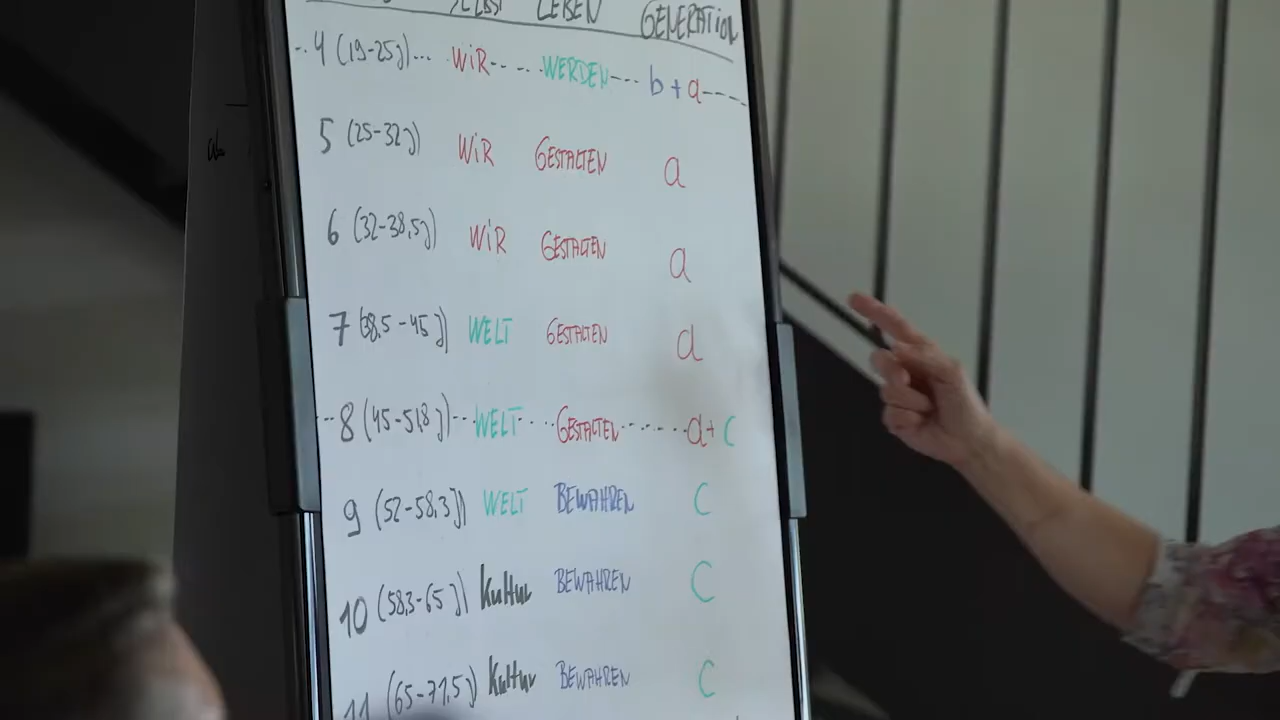 SELBST LEBEN GENERATION
4 (19-25J) WIR WERDEN b + a
5 (25-32J) WIR GESTALTEN a
6 (32-38,5J) WIR GESTALTEN a
7 (38,5-45J) WELT GESTALTEN a
8 (45-51,8J) WELT GESTALTEN a + C
9 (52-58,3J) WELT BEWAHREN C
10 (58,3-65J) Kultur BEWAHREN C
11 (65-71,5J) Kultur BEWAHREN C